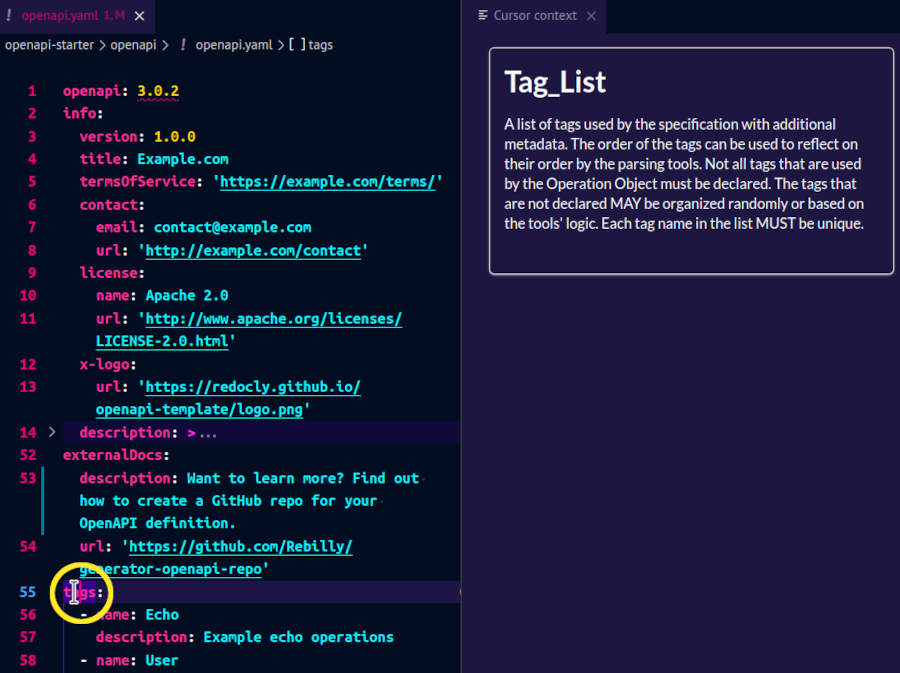 ! openapi.yaml 1, M ×
openapi-starter > openapi > ! openapi.yaml > [ ] tags
1 openapi: 3.0.2
2 info:
3 version: 1.0.0
4 title: Example.com
5 termsOfService: 'https://example.com/terms/'
6 contact:
7 email: contact@example.com
8 url: 'http://example.com/contact'
9 license:
10 name: Apache 2.0
11 url: 'http://www.apache.org/licenses/
LICENSE-2.0.html'
12 x-logo:
13 url: 'https://redocly.github.io/
openapi-template/logo.png'
14 > description: >...
52 externalDocs:
53 description: Want to learn more? Find out
how to create a GitHub repo for your
OpenAPI definition.
54 url: 'https://github.com/Rebilly/
generator-openapi-repo'
55 tags:
56 - name: Echo
57 description: Example echo operations
58 - name: User
Cursor context ×
Tag_List
A list of tags used by the specification with additional
metadata. The order of the tags can be used to reflect on
their order by the parsing tools. Not all tags that are used
by the Operation Object must be declared. The tags that
are not declared MAY be organized randomly or based on
the tools' logic. Each tag name in the list MUST be unique.